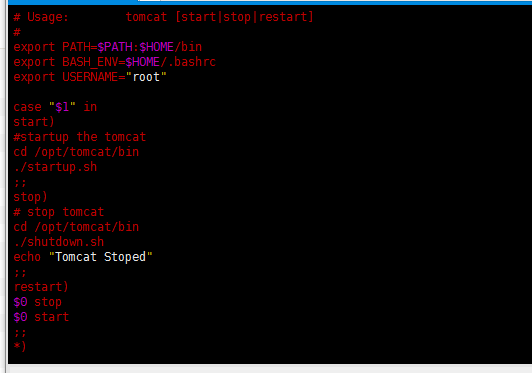 # Usage:        tomcat [start|stop|restart]
#
export PATH=$PATH:$HOME/bin
export BASH_ENV=$HOME/.bashrc
export USERNAME="root"
case "$1" in
start)
#startup the tomcat
cd /opt/tomcat/bin
./startup.sh
;;
stop)
# stop tomcat
cd /opt/tomcat/bin
./shutdown.sh
echo "Tomcat Stoped"
;;
restart)
$0 stop
$0 start
;;
*)